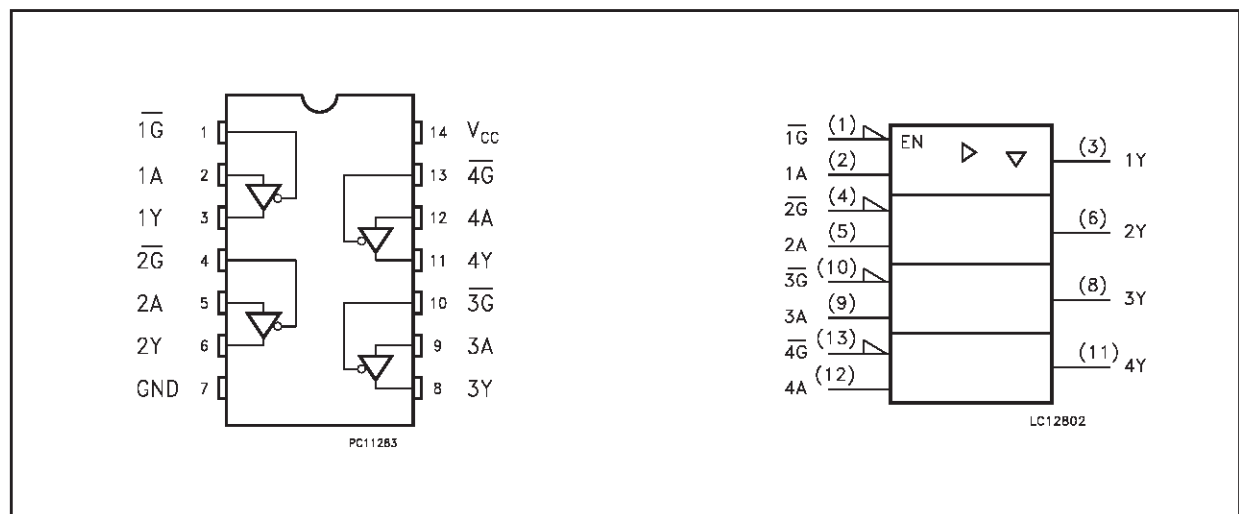 1G 1 14 VCC
1A 2 13 4G
1Y 3 12 4A
2G 4 11 4Y
2A 5 10 3G
2Y 6 9 3A
GND 7 8 3Y
PC11283
1G (1) EN
1A (2) (3) 1Y
2G (4)
2A (5) (6) 2Y
3G (10)
3A (9) (8) 3Y
4G (13)
4A (12) (11) 4Y
LC12802